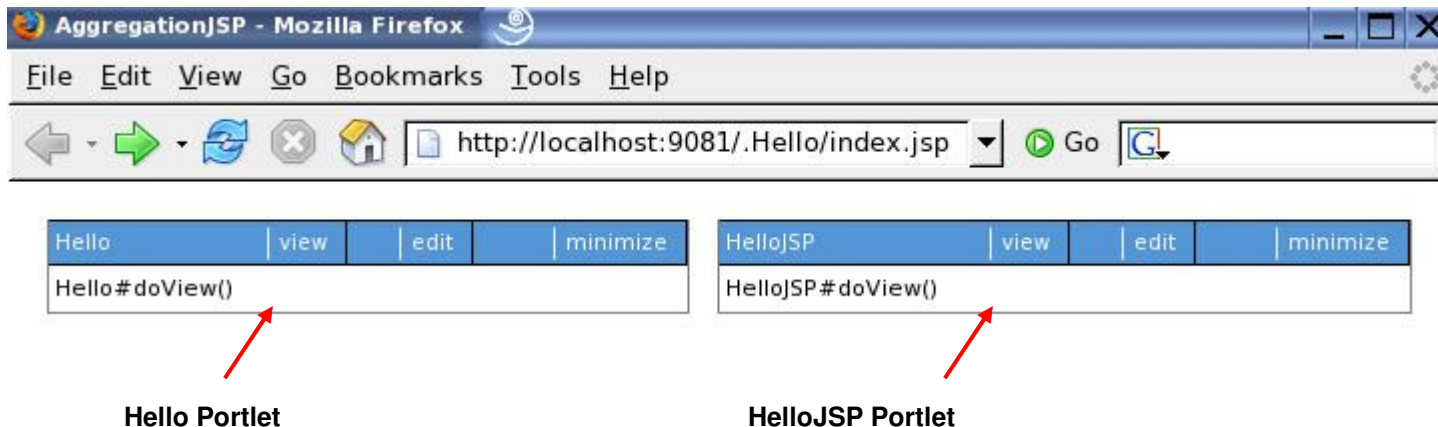 AggregationJSP - Mozilla Firefox
File Edit View Go Bookmarks Tools Help
http://localhost:9081/.Hello/index.jsp Go G
Hello view edit minimize HelloJSP view edit minimize
Hello#doView() HelloJSP#doView()
Hello Portlet HelloJSP Portlet